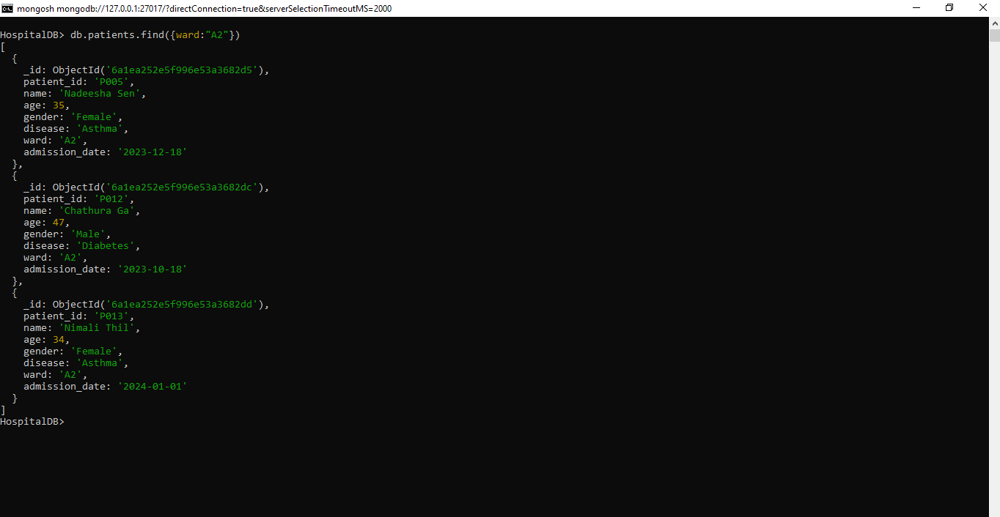 mongosh mongodb://127.0.0.1:27017/?directConnection=true&serverSelectionTimeoutMS=2000
HospitalDB> db.patients.find({ward:"A2"})
[
  {
    _id: ObjectId('6a1ea252e5f996e53a3682d5'),
    patient_id: 'P005',
    name: 'Nadeesha Sen',
    age: 35,
    gender: 'Female',
    disease: 'Asthma',
    ward: 'A2',
    admission_date: '2023-12-18'
  },
  {
    _id: ObjectId('6a1ea252e5f996e53a3682dc'),
    patient_id: 'P012',
    name: 'Chathura Ga',
    age: 47,
    gender: 'Male',
    disease: 'Diabetes',
    ward: 'A2',
    admission_date: '2023-10-18'
  },
  {
    _id: ObjectId('6a1ea252e5f996e53a3682dd'),
    patient_id: 'P013',
    name: 'Nimali Thil',
    age: 34,
    gender: 'Female',
    disease: 'Asthma',
    ward: 'A2',
    admission_date: '2024-01-01'
  }
]
HospitalDB>